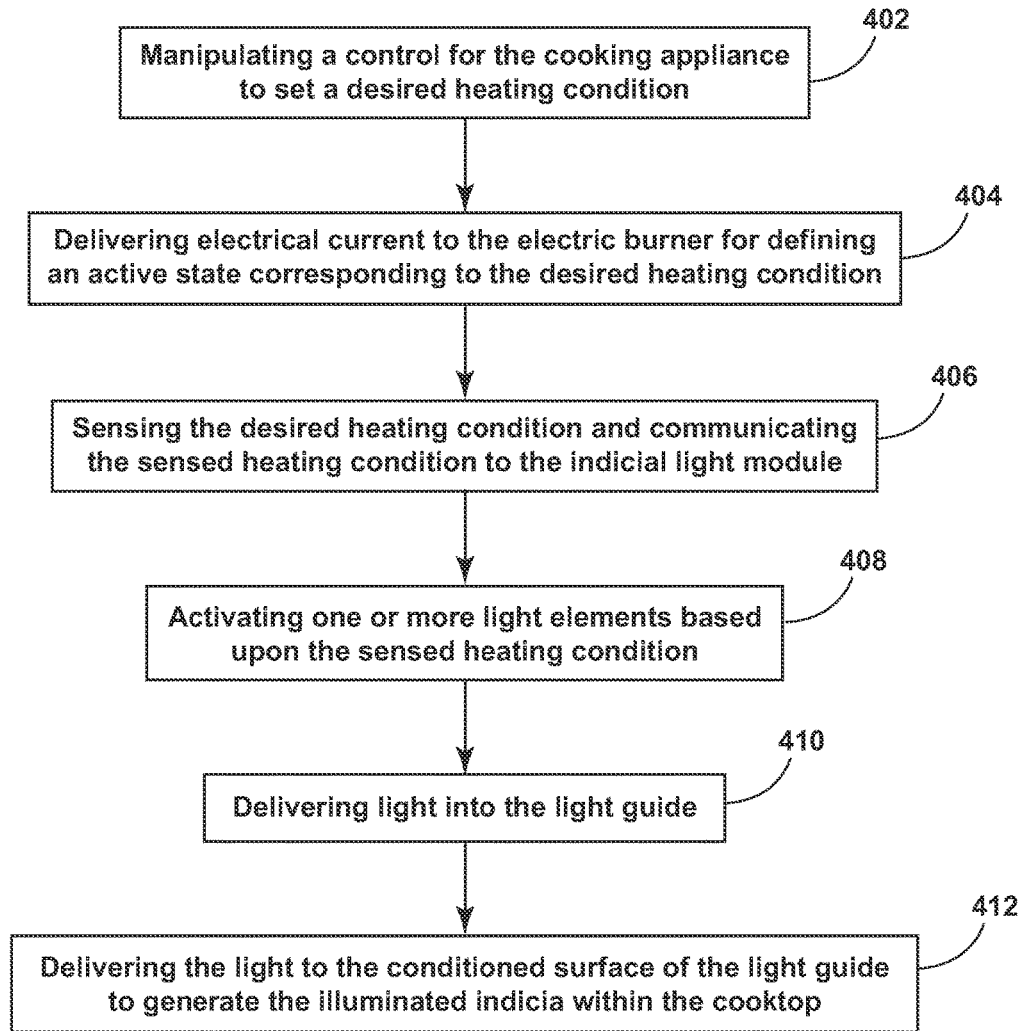 402
Manipulating a control for the cooking appliance
to set a desired heating condition
404
Delivering electrical current to the electric burner for defining
an active state corresponding to the desired heating condition
406
Sensing the desired heating condition and communicating
the sensed heating condition to the indicial light module
408
Activating one or more light elements based
upon the sensed heating condition
410
Delivering light into the light guide
412
Delivering the light to the conditioned surface of the light guide
to generate the illuminated indicia within the cooktop